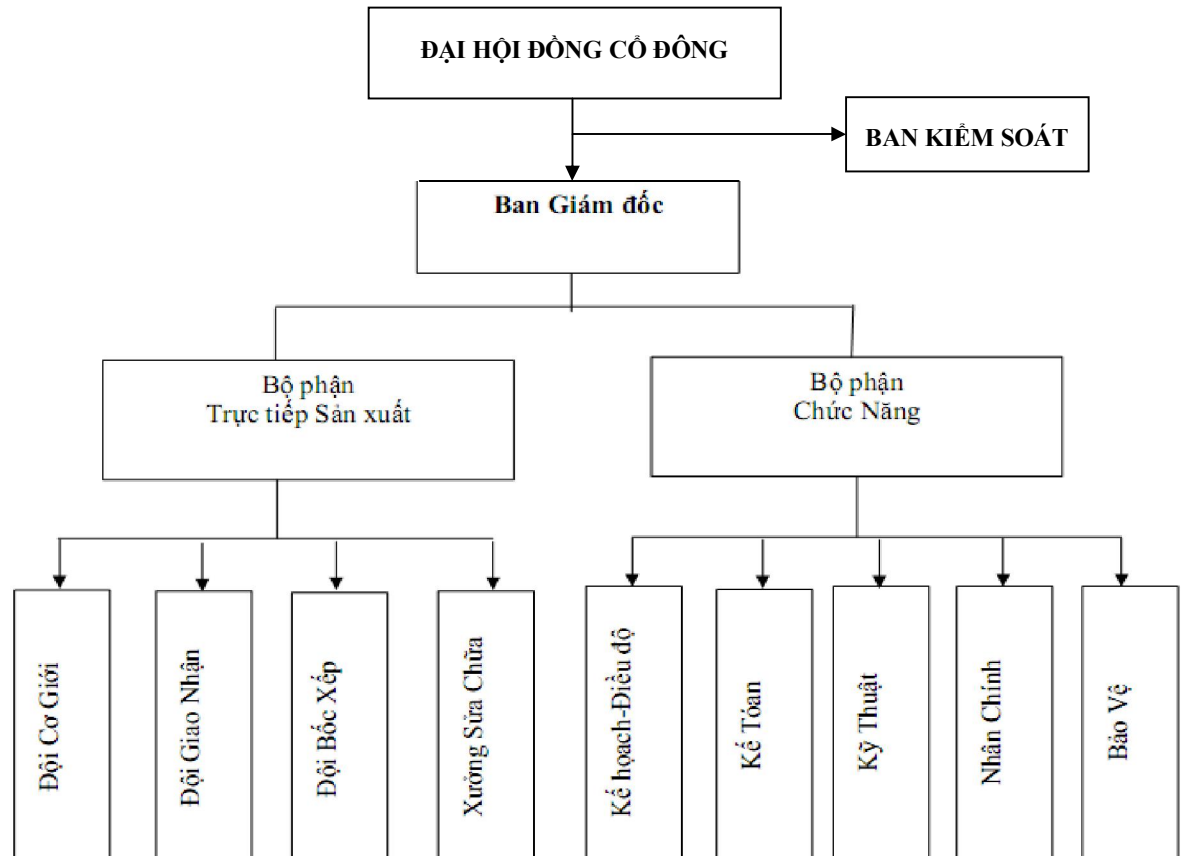 ĐẠI HỘI ĐỒNG CỔ ĐÔNG
BAN KIỂM SOÁT
Ban Giám đốc
Bộ phận
Trực tiếp Sản xuất
Bộ phận
Chức Năng
Đội Cơ Giới
Đội Giao Nhận
Đội Bốc Xếp
Xưởng Sửa Chữa
Kế họach-Điều độ
Kế Tóan
Kỹ Thuật
Nhân Chính
Bảo Vệ